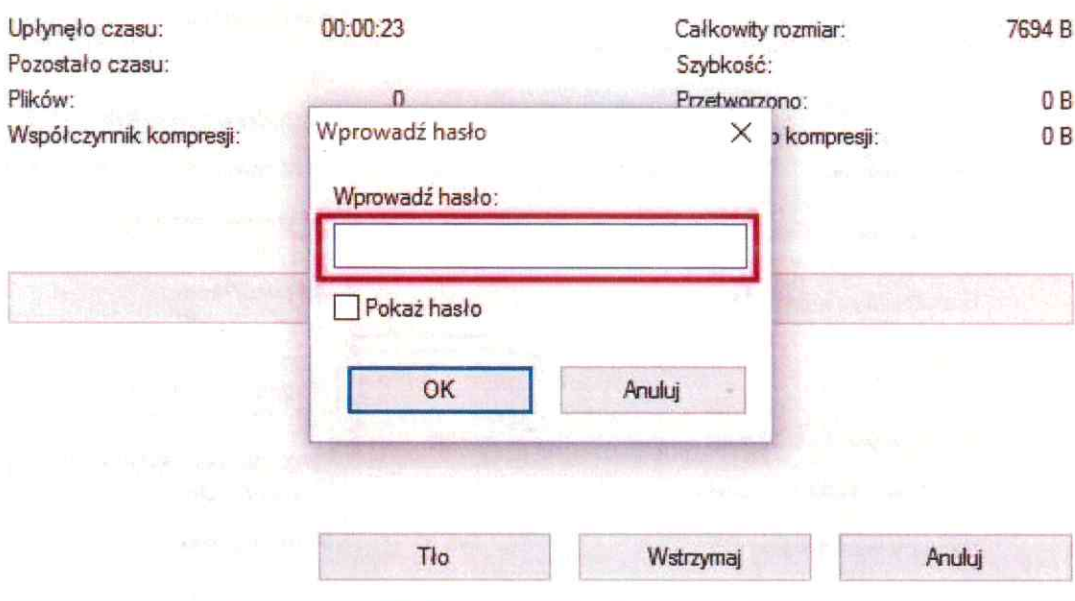 Upłynęło czasu: 00:00:23 Całkowity rozmiar: 7694 B
Pozostało czasu: Szybkość:
Plików: 0 Przetworzono: 0 B
Współczynnik kompresji: kompresji: 0 B
Wprowadź hasło
Wprowadź hasło:
Pokaż hasło
OK Anuluj
Tło Wstrzymaj Anuluj